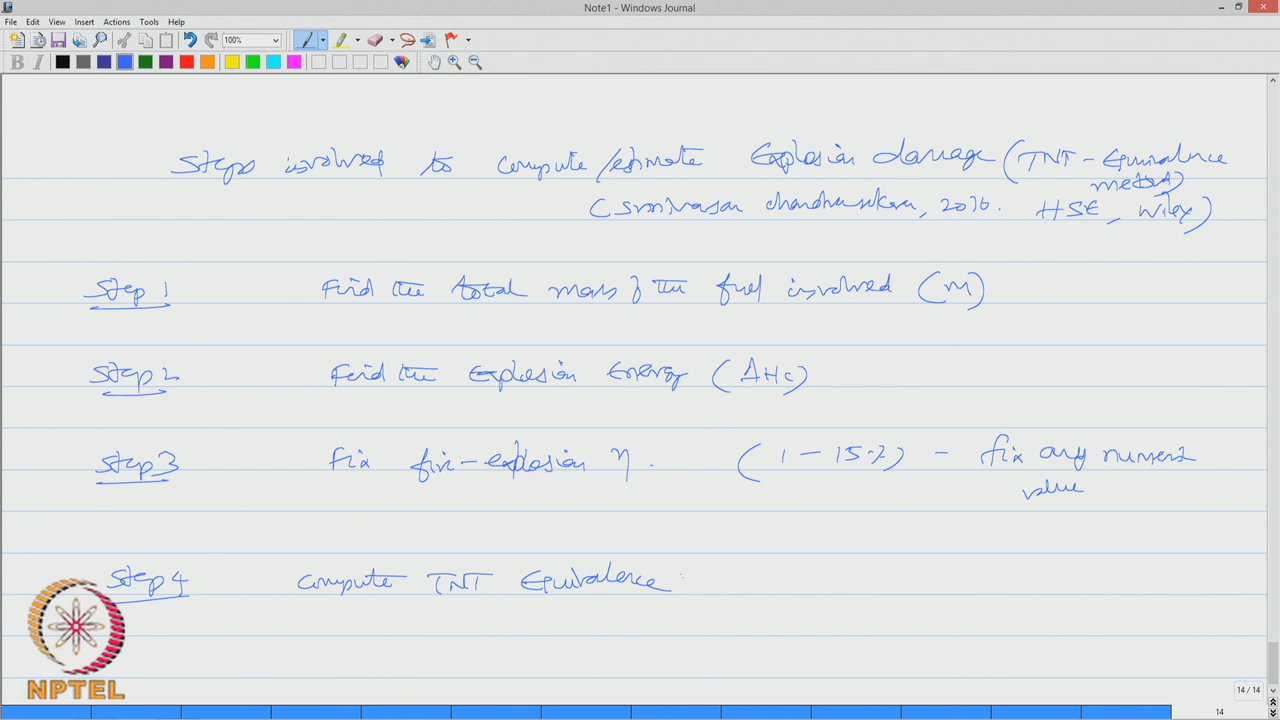 Note1 - Windows Journal
File Edit View Insert Actions Tools Help
100%
Steps involved to compute/estimate Explosion damage (TNT-Equivalence
method)
(Srinivasan Chandrasekaran, 2016. HSE, Wiley)
Step 1 Find the total mass of the fuel involved (m)
Step 2 Find the Explosion Energy (ΔHc)
Step 3 Fix fire-explosion η. (1-15%) - fix any numeric
value
Step 4 Compute TNT Equivalence
NPTEL
14 / 14
14